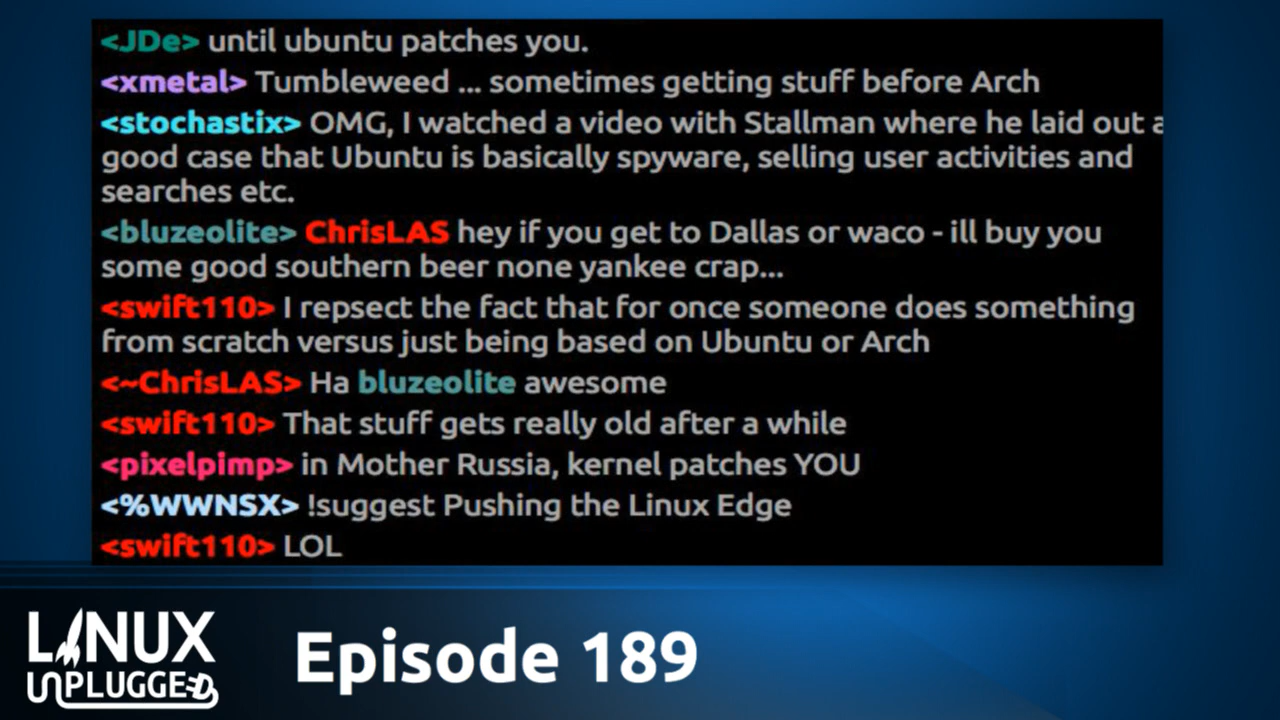 <JDe> until ubuntu patches you.
<xmetal> Tumbleweed ... sometimes getting stuff before Arch
<stochastix> OMG, I watched a video with Stallman where he laid out a
good case that Ubuntu is basically spyware, selling user activities and
searches etc.
<bluzeolite> ChrisLAS hey if you get to Dallas or waco - ill buy you
some good southern beer none yankee crap...
<swift110> I repsect the fact that for once someone does something
from scratch versus just being based on Ubuntu or Arch
<~ChrisLAS> Ha bluzeolite awesome
<swift110> That stuff gets really old after a while
<pixelpimp> in Mother Russia, kernel patches YOU
<%WWNSX> !suggest Pushing the Linux Edge
<swift110> LOL
LINUX
UNPLUGGED
Episode 189